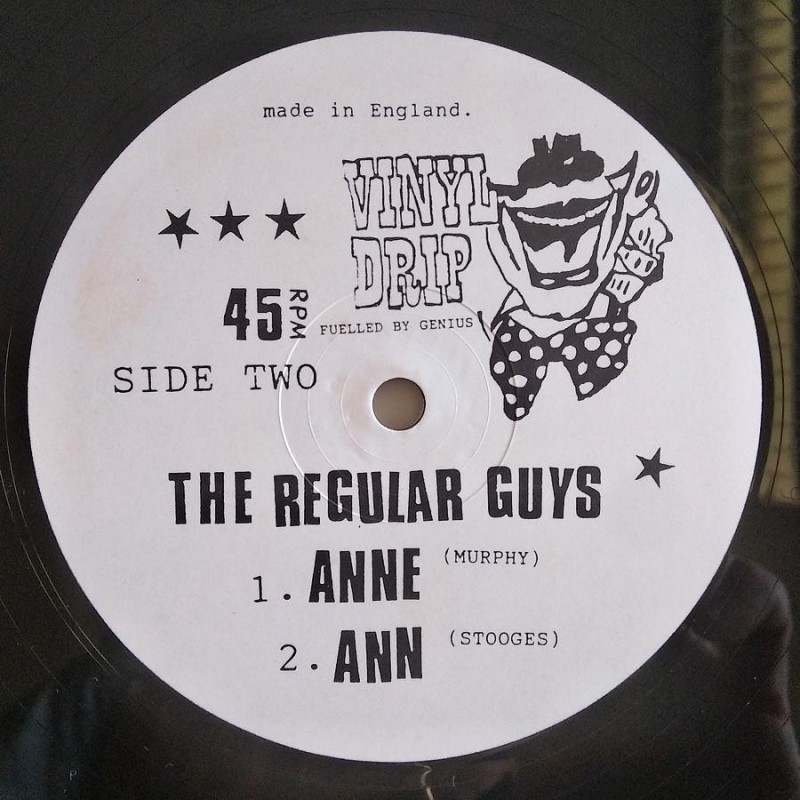 made in England.
VINYL
DRIP
FUELLED BY GENIUS
45 RPM
SIDE TWO
THE REGULAR GUYS
1. ANNE (MURPHY)
2. ANN (STOOGES)